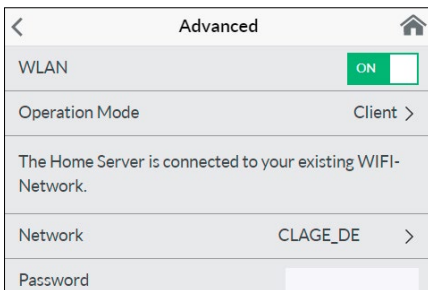 Advanced
WLAN ON
Operation Mode Client >
The Home Server is connected to your existing WIFI-
Network.
Network CLAGE_DE >
Password